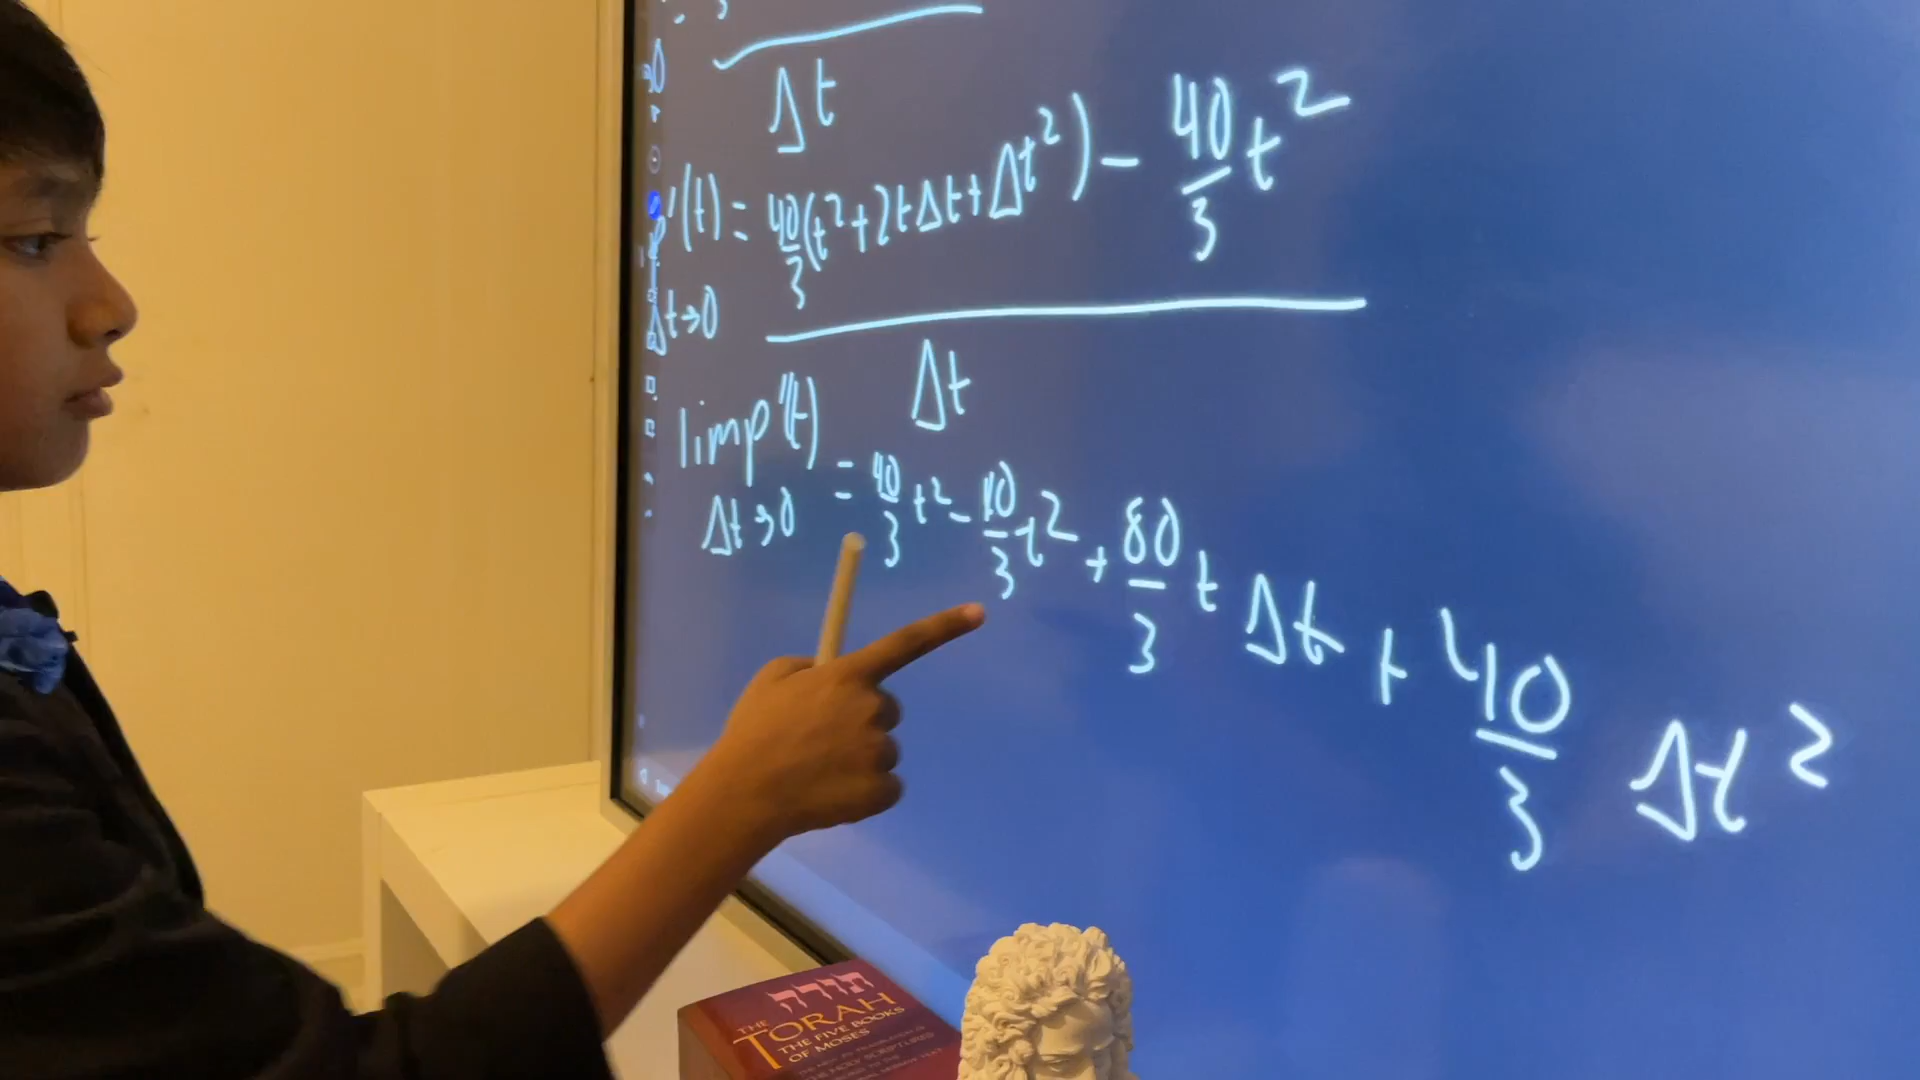 Δt
p'(t) = 40/3 (t² + 2tΔt + Δt²) - 40/3 t²
Δt→0
Δt
lim p'(t)
Δt→0 = 40/3 t² - 40/3 t² + 80/3 t Δt + 40/3 Δt²
תורה
THE
TORAH
THE FIVE BOOKS
OF MOSES